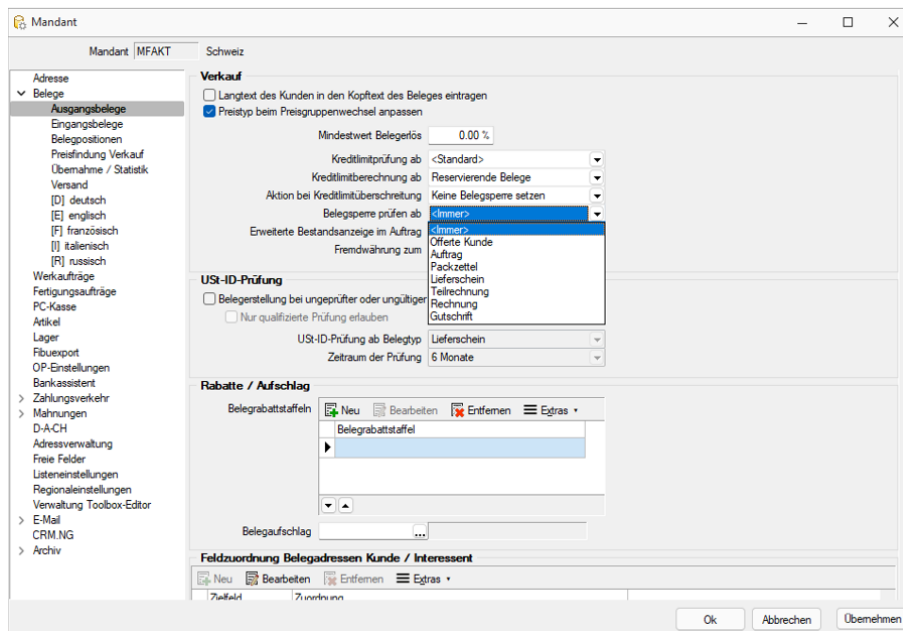 Mandant
Mandant MFAKT Schweiz
Adresse
Belege
Ausgangsbelege
Eingangsbelege
Belegpositionen
Preisfindung Verkauf
Übernahme / Statistik
Versand
[D] deutsch
[E] englisch
[F] französisch
[I] italienisch
[R] russisch
Werkaufträge
Fertigungsaufträge
PC-Kasse
Artikel
Lager
Fibuexport
OP-Einstellungen
Bankassistent
Zahlungsverkehr
Mahnungen
D-A-CH
Adressverwaltung
Freie Felder
Listeneinstellungen
Regionaleinstellungen
Verwaltung Toolbox-Editor
E-Mail
CRM.NG
Archiv
Verkauf
Langtext des Kunden in den Kopftext des Beleges eintragen
Preistyp beim Preisgruppenwechsel anpassen
Mindestwert Belegerlös 0.00 %
Kreditlimitprüfung ab <Standard>
Kreditlimitberechnung ab Reservierende Belege
Aktion bei Kreditlimitüberschreitung Keine Belegsperre setzen
Belegsperre prüfen ab <Immer>
Erweiterte Bestandsanzeige im Auftrag
Fremdwährung zum
<Immer>
Offerte Kunde
Auftrag
Packzettel
Lieferschein
Teilrechnung
Rechnung
Gutschrift
USt-ID-Prüfung
Belegerstellung bei ungeprüfter oder ungültiger
Nur qualifizierte Prüfung erlauben
USt-ID-Prüfung ab Belegtyp Lieferschein
Zeitraum der Prüfung 6 Monate
Rabatte / Aufschlag
Belegrabattstaffeln Neu Bearbeiten Entfernen Extras
Belegrabattstaffel
Belegaufschlag ...
Feldzuordnung Belegadressen Kunde / Interessent
Neu Bearbeiten Entfernen Extras
Zielfeld Zuordnung
Ok Abbrechen Übernehmen